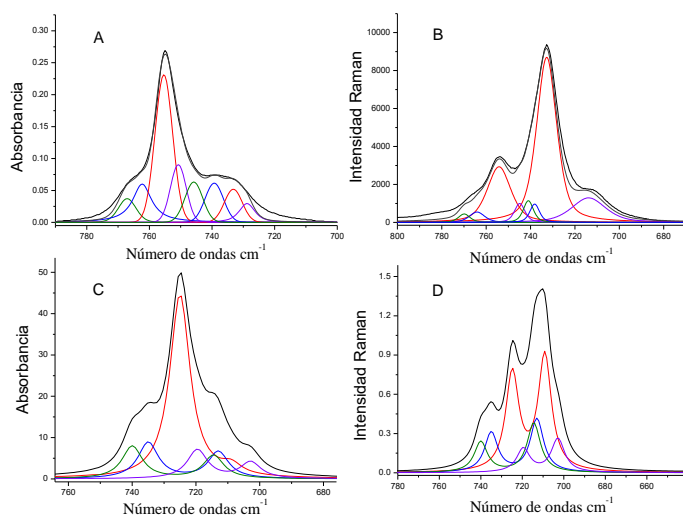 A
Absorbancia
0.30
0.25
0.20
0.15
0.10
0.05
0.00
780 760 740 720 700
Número de ondas cm-1
B
Intensidad Raman
10000
8000
6000
4000
2000
0
800 780 760 740 720 700 680
Número de ondas cm-1
C
Absorbancia
50
40
30
20
10
0
760 740 720 700 680
Número de ondas cm-1
D
Intensidad Raman
1.5
1.2
0.9
0.6
0.3
0.0
780 760 740 720 700 680 660
Número de ondas cm-1